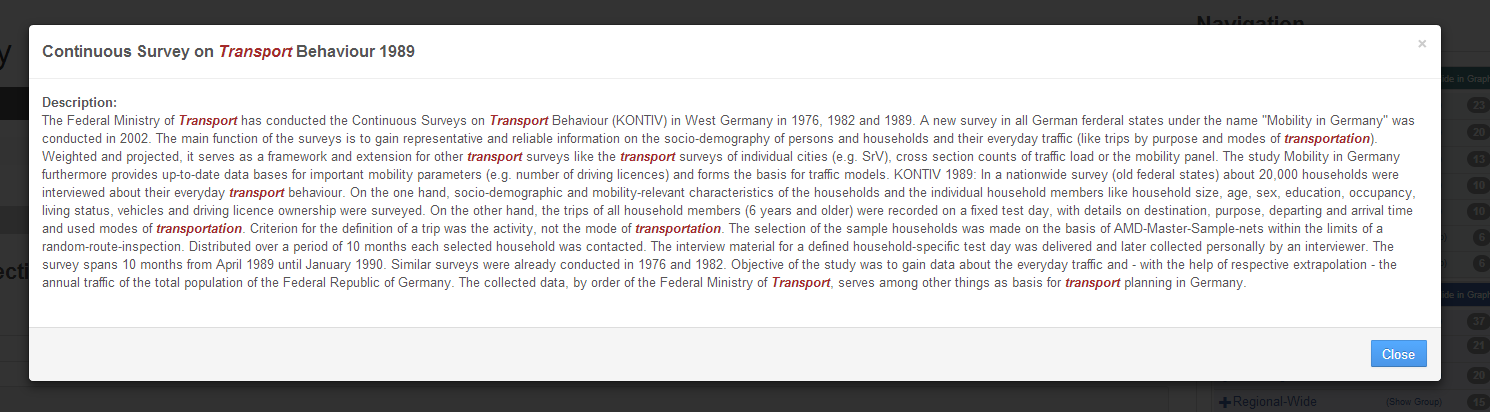 Navigation
y
Continuous Survey on Transport Behaviour 1989
×
Description:
The Federal Ministry of Transport has conducted the Continuous Surveys on Transport Behaviour (KONTIV) in West Germany in 1976, 1982 and 1989. A new survey in all German ferderal states under the name "Mobility in Germany" was
conducted in 2002. The main function of the surveys is to gain representative and reliable information on the socio-demography of persons and households and their everyday traffic (like trips by purpose and modes of transportation).
Weighted and projected, it serves as a framework and extension for other transport surveys like the transport surveys of individual cities (e.g. SrV), cross section counts of traffic load or the mobility panel. The study Mobility in Germany
furthermore provides up-to-date data bases for important mobility parameters (e.g. number of driving licences) and forms the basis for traffic models. KONTIV 1989: In a nationwide survey (old federal states) about 20,000 households were
interviewed about their everyday transport behaviour. On the one hand, socio-demographic and mobility-relevant characteristics of the households and the individual household members like household size, age, sex, education, occupancy,
living status, vehicles and driving licence ownership were surveyed. On the other hand, the trips of all household members (6 years and older) were recorded on a fixed test day, with details on destination, purpose, departing and arrival time
and used modes of transportation. Criterion for the definition of a trip was the activity, not the mode of transportation. The selection of the sample households was made on the basis of AMD-Master-Sample-nets within the limits of a
random-route-inspection. Distributed over a period of 10 months each selected household was contacted. The interview material for a defined household-specific test day was delivered and later collected personally by an interviewer. The
survey spans 10 months from April 1989 until January 1990. Similar surveys were already conducted in 1976 and 1982. Objective of the study was to gain data about the everyday traffic and - with the help of respective extrapolation - the
annual traffic of the total population of the Federal Republic of Germany. The collected data, by order of the Federal Ministry of Transport, serves among other things as basis for transport planning in Germany.
Close
ide in Graph
23
20
13
10
10
6
6
ide in Graph
37
21
20
Regional-Wide (Show Group) 15